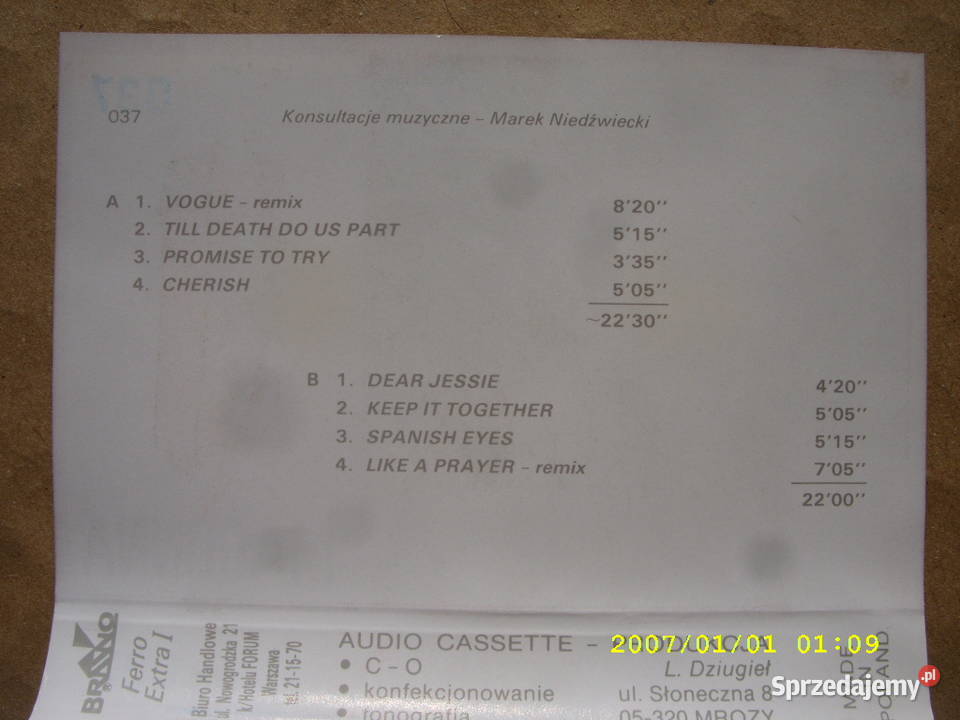 037
Konsultacje muzyczne – Marek Niedźwiecki
A 1. VOGUE – remix 8'20''
2. TILL DEATH DO US PART 5'15''
3. PROMISE TO TRY 3'35''
4. CHERISH 5'05''
~22'30''
B 1. DEAR JESSIE 4'20''
2. KEEP IT TOGETHER 5'05''
3. SPANISH EYES 5'15''
4. LIKE A PRAYER – remix 7'05''
22'00''
BRAWO
Ferro
Extra I
Biuro Handlowe
ul. Nowogrodzka 21
k/hotelu FORUM
Warszawa
tel. 21-15-70
AUDIO CASSETTE –
L. Dziugieł
• C – O
• konfekcjonowanie
ul. Słoneczna 8
• fonografia
05-320 MROZY
MADE
IN
POLAND
2007/01/01 01:09
Sprzedajemy.pl